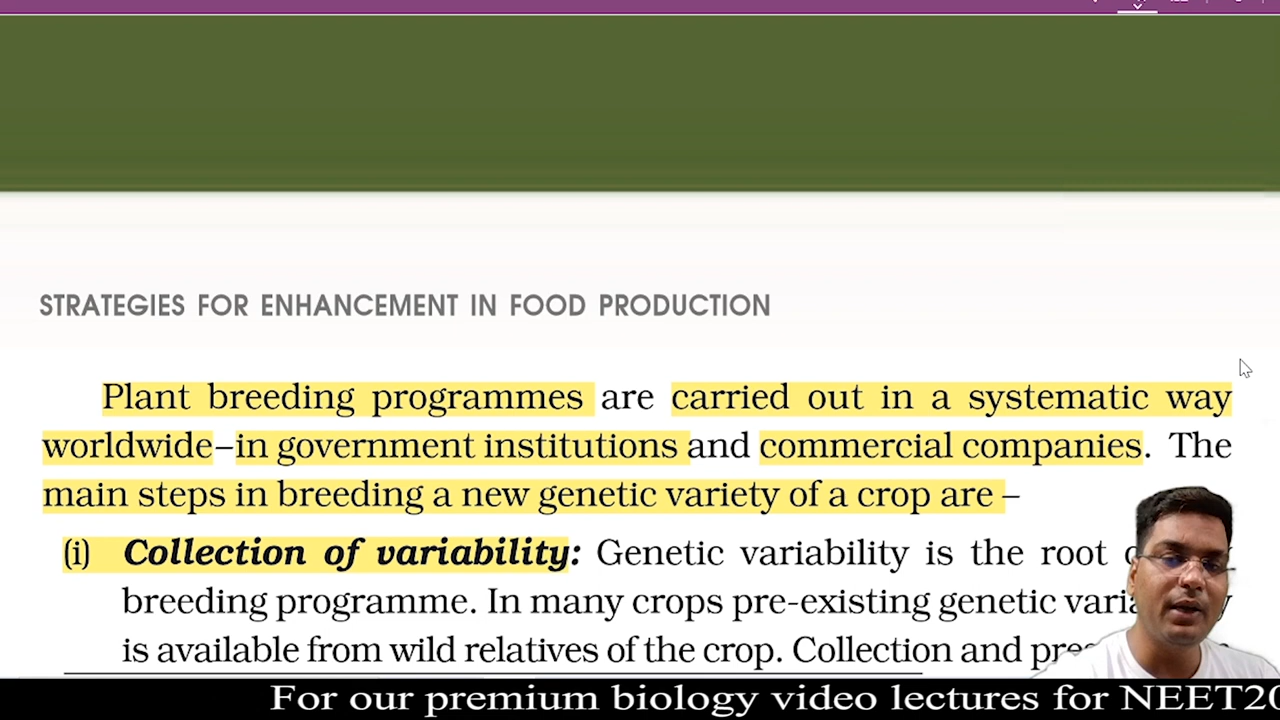 STRATEGIES FOR ENHANCEMENT IN FOOD PRODUCTION
Plant breeding programmes are carried out in a systematic way
worldwide–in government institutions and commercial companies. The
main steps in breeding a new genetic variety of a crop are –
(i) Collection of variability: Genetic variability is the root
breeding programme. In many crops pre-existing genetic
is available from wild relatives of the crop. Collection and
For our premium biology video lectures for